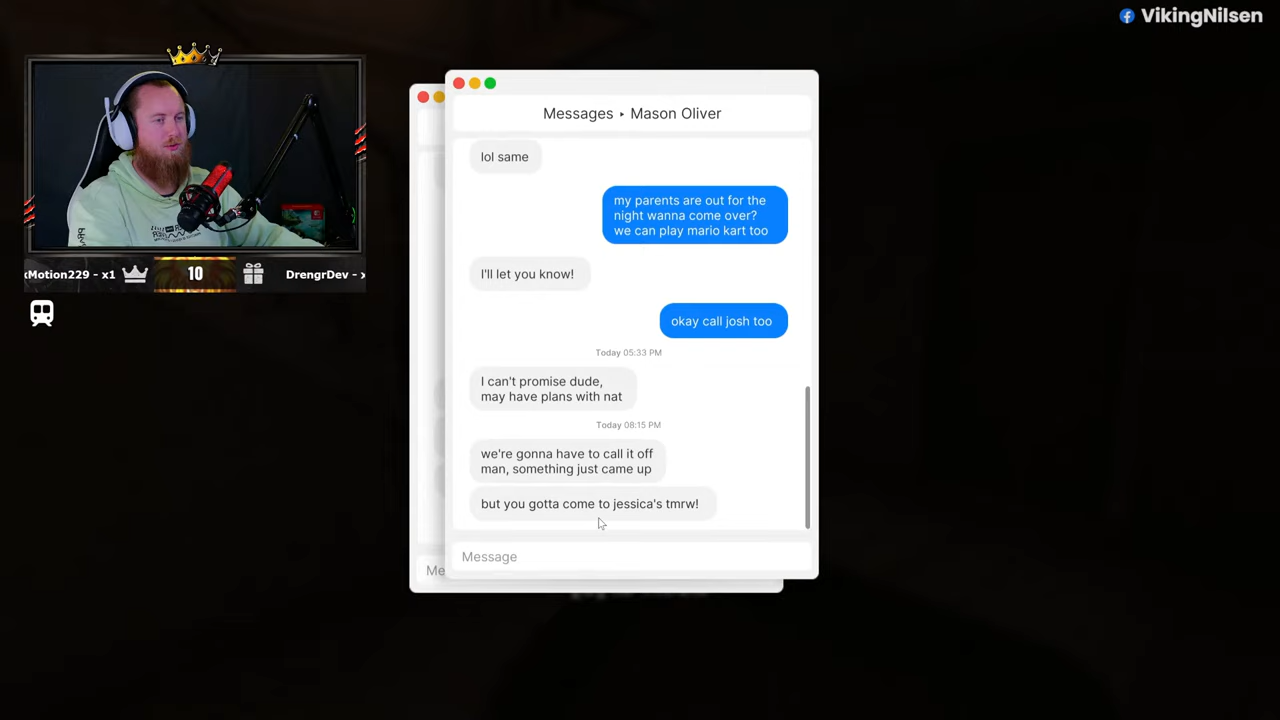 VikingNilsen
xMotion229 - x1
10
DrengrDev - x
Messages ▸ Mason Oliver
lol same
my parents are out for the
night wanna come over?
we can play mario kart too
I'll let you know!
okay call josh too
Today 05:33 PM
I can't promise dude,
may have plans with nat
Today 08:15 PM
we're gonna have to call it off
man, something just came up
but you gotta come to jessica's tmrw!
Message
Me